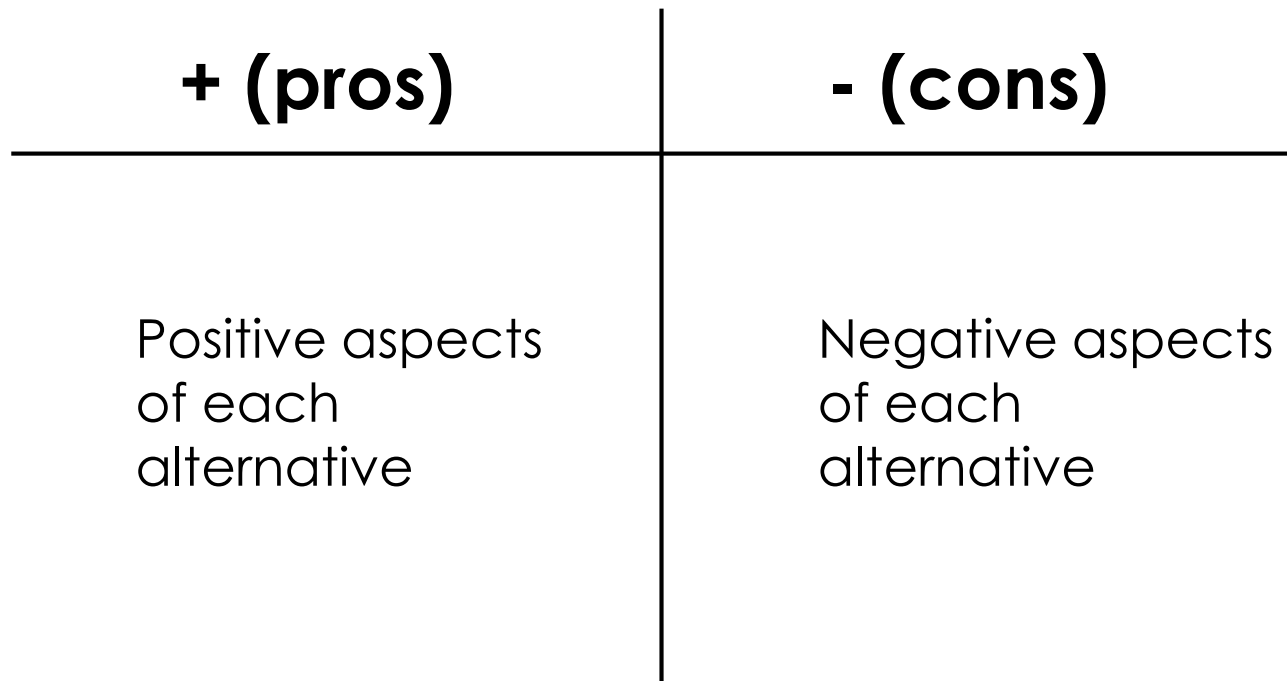 + (pros)
- (cons)
Positive aspects
of each
alternative
Negative aspects
of each
alternative